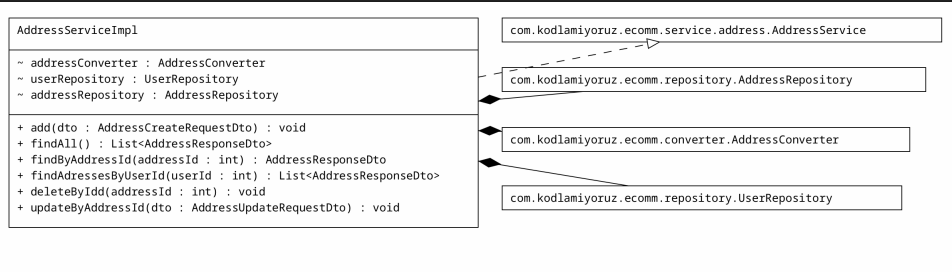 AddressServiceImpl
~ addressConverter : AddressConverter
~ userRepository : UserRepository
~ addressRepository : AddressRepository
+ add(dto : AddressCreateRequestDto) : void
+ findAll() : List<AddressResponseDto>
+ findByAddressId(addressId : int) : AddressResponseDto
+ findAdressesByUserId(userId : int) : List<AddressResponseDto>
+ deleteByIdd(addressId : int) : void
+ updateByAddressId(dto : AddressUpdateRequestDto) : void
com.kodlamiyoruz.ecomm.service.address.AddressService
com.kodlamiyoruz.ecomm.repository.AddressRepository
com.kodlamiyoruz.ecomm.converter.AddressConverter
com.kodlamiyoruz.ecomm.repository.UserRepository